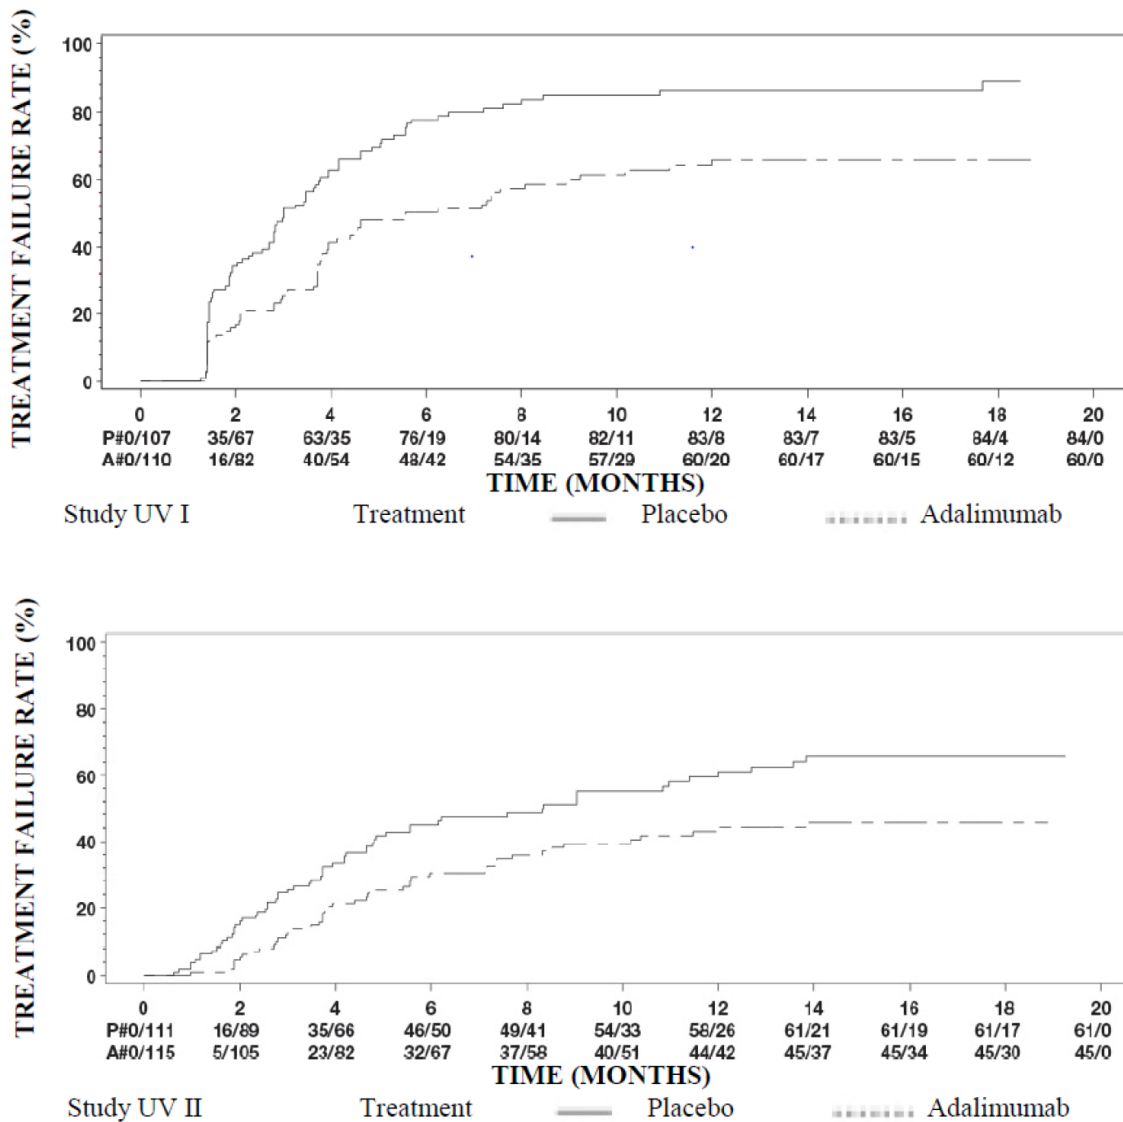 TREATMENT FAILURE RATE (%)
100
80
60
40
20
0
0 2 4 6 8 10 12 14 16 18 20
P#0/107 35/67 63/35 76/19 80/14 82/11 83/8 83/7 83/5 84/4 84/0
A#0/110 16/82 40/54 48/42 54/35 57/29 60/20 60/17 60/15 60/12 60/0
TIME (MONTHS)
Study UV I Treatment Placebo Adalimumab
TREATMENT FAILURE RATE (%)
100
80
60
40
20
0
0 2 4 6 8 10 12 14 16 18 20
P#0/111 16/89 35/66 46/50 49/41 54/33 58/26 61/21 61/19 61/17 61/0
A#0/115 5/105 23/82 32/67 37/58 40/51 44/42 45/37 45/34 45/30 45/0
TIME (MONTHS)
Study UV II Treatment Placebo Adalimumab